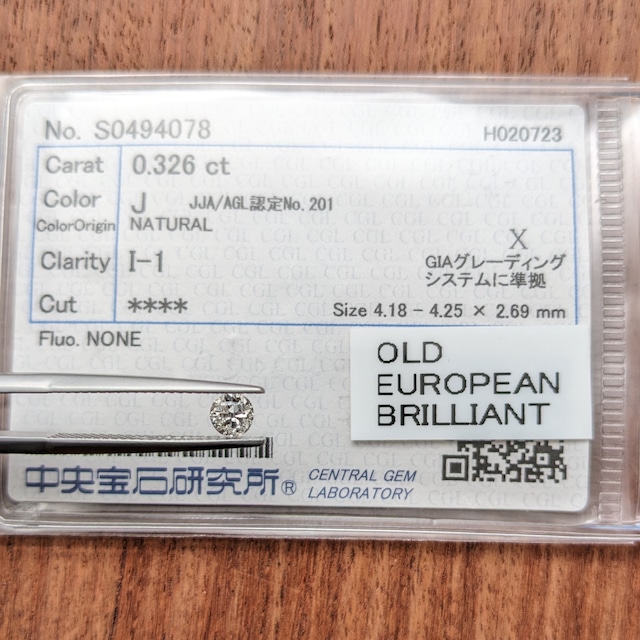 No. S0494078 H020723
Carat 0.326 ct
Color J JJA/AGL認定No.201
ColorOrigin NATURAL
X
Clarity I-1 GIAグレーディング
システムに準拠
Cut ****
Size 4.18 - 4.25 × 2.69 mm
Fluo. NONE
OLD
EUROPEAN
BRILLIANT
中央宝石研究所® CENTRAL GEM
LABORATORY